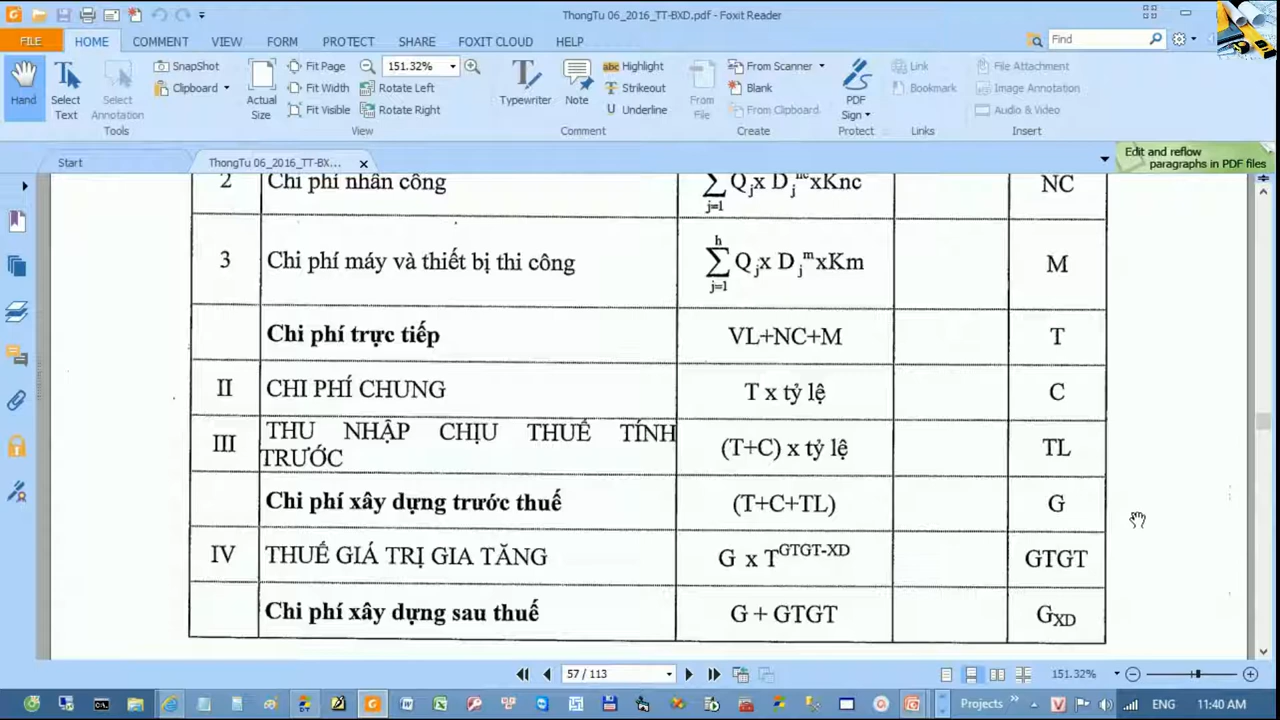 ThongTu 06_2016_TT-BXD.pdf - Foxit Reader
FILE HOME COMMENT VIEW FORM PROTECT SHARE FOXIT CLOUD HELP Find
Hand
Select Text
Select Annotation
SnapShot
Clipboard
Tools
Actual Size
Fit Page
Fit Width
Fit Visible
151.32%
Rotate Left
Rotate Right
View
Typewriter
Note
Highlight
Strikeout
Underline
Comment
From File
From Scanner
Blank
From Clipboard
Create
PDF Sign
Protect
Link
Bookmark
Links
File Attachment
Image Annotation
Audio & Video
Insert
Start ThongTu 06_2016_TT-BX...
Edit and reflow
paragraphs in PDF files
2 Chi phí nhân công ∑ j=1 Qjx Djncx Knc NC
3 Chi phí máy và thiết bị thi công h ∑ j=1 Qjx DjmxKm M
Chi phí trực tiếp VL+NC+M T
II CHI PHÍ CHUNG T x tỷ lệ C
III THU NHẬP CHỊU THUẾ TÍNH
TRƯỚC (T+C) x tỷ lệ TL
Chi phí xây dựng trước thuế (T+C+TL) G
IV THUẾ GIÁ TRỊ GIA TĂNG G x TGTGT-XD GTGT
Chi phí xây dựng sau thuế G + GTGT GXD
57 / 113 151.32%
Projects ENG 11:40 AM